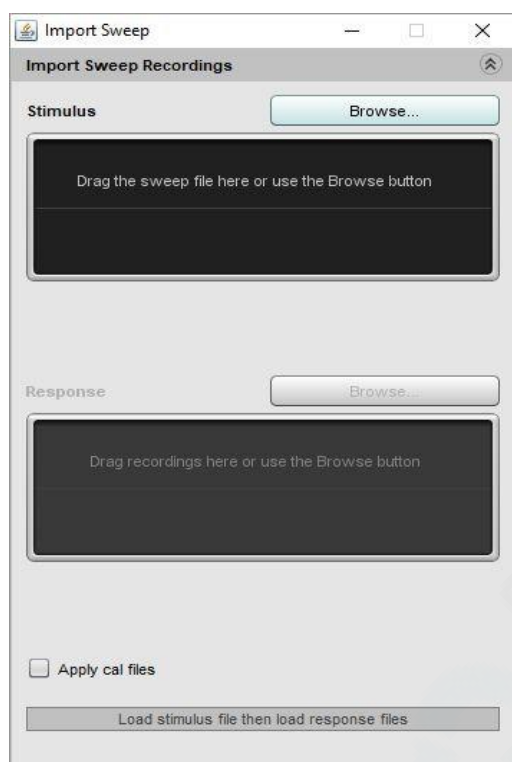 Import Sweep
Import Sweep Recordings
Stimulus
Browse...
Drag the sweep file here or use the Browse button
Response
Browse...
Drag recordings here or use the Browse button
Apply cal files
Load stimulus file then load response files